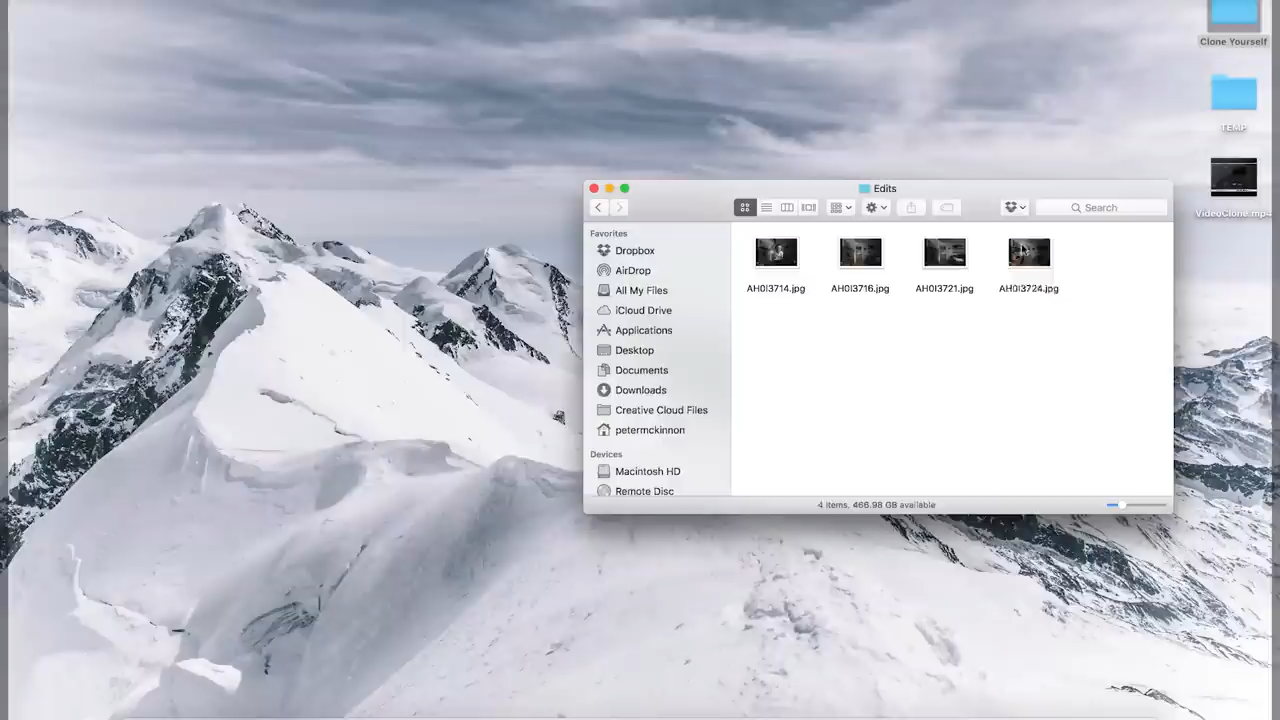 Clone Yourself
TEMP
VideoClone.mp4
Edits
Search
Favorites
Dropbox
AirDrop
All My Files
iCloud Drive
Applications
Desktop
Documents
Downloads
Creative Cloud Files
petermckinnon
Devices
Macintosh HD
Remote Disc
AH0I3714.jpg
AH0I3716.jpg
AH0I3721.jpg
AH0I3724.jpg
4 items, 466.98 GB available